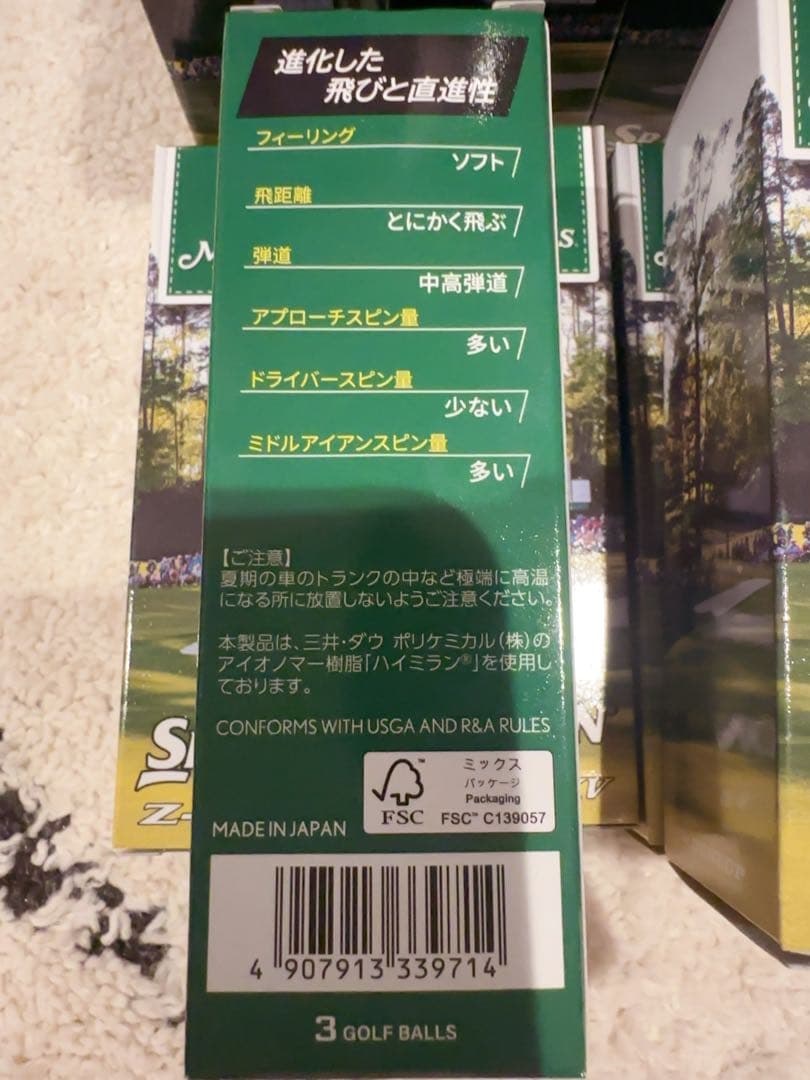 進化した
飛びと直進性
フィーリング
ソフト
飛距離
とにかく飛ぶ
弾道
中高弾道
アプローチスピン量
多い
ドライバースピン量
少ない
ミドルアイアンスピン量
多い
【ご注意】
夏期の車のトランクの中など極端に高温
になる所に放置しないようご注意ください。
本製品は、三井・ダウ ポリケミカル(株)の
アイオノマー樹脂「ハイミラン®」を使用し
ております。
CONFORMS WITH USGA AND R&A RULES
FSC
ミックス
パッケージ
Packaging
FSC™ C139057
MADE IN JAPAN
4 907913 339714
3 GOLF BALLS